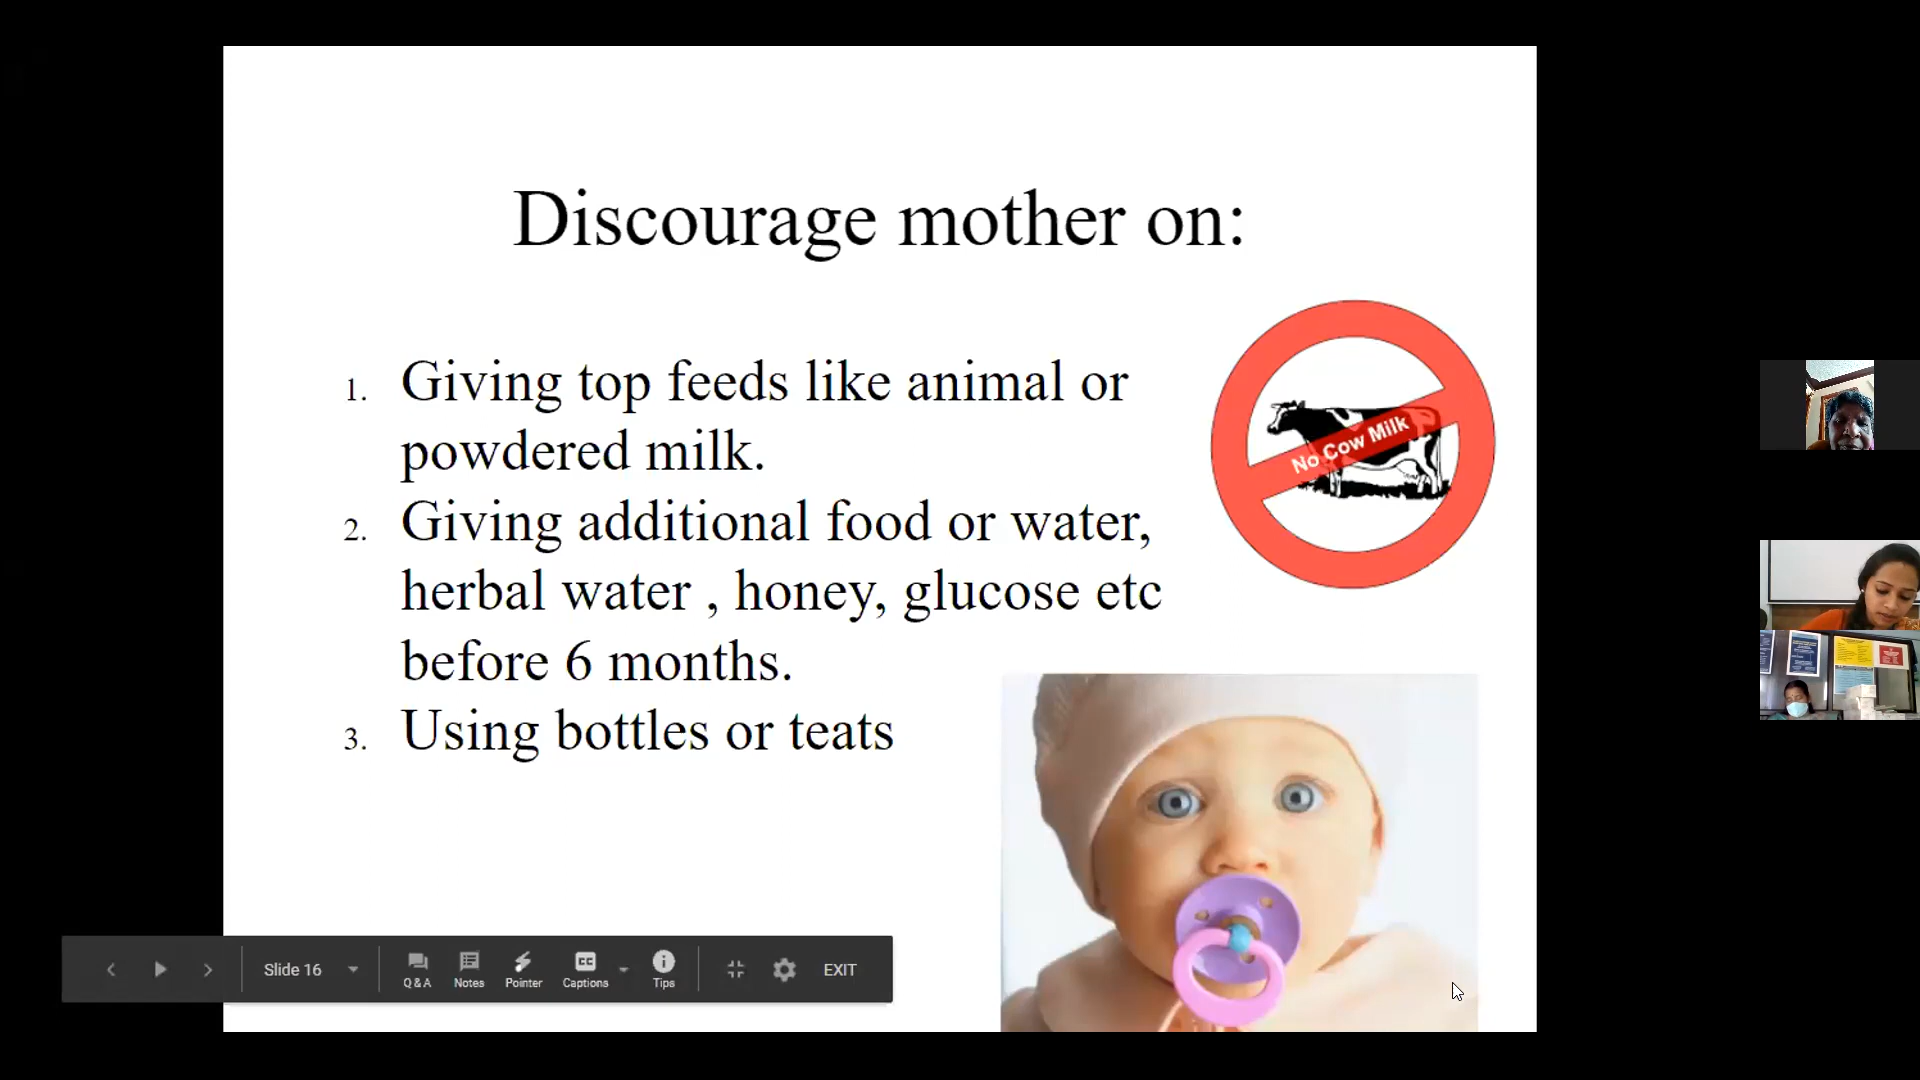 Discourage mother on:
1. Giving top feeds like animal or
powdered milk.
2. Giving additional food or water,
herbal water , honey, glucose etc
before 6 months.
3. Using bottles or teats
No Cow Milk
Slide 16
Q & A
Notes
Pointer
CC
Captions
Tips
EXIT